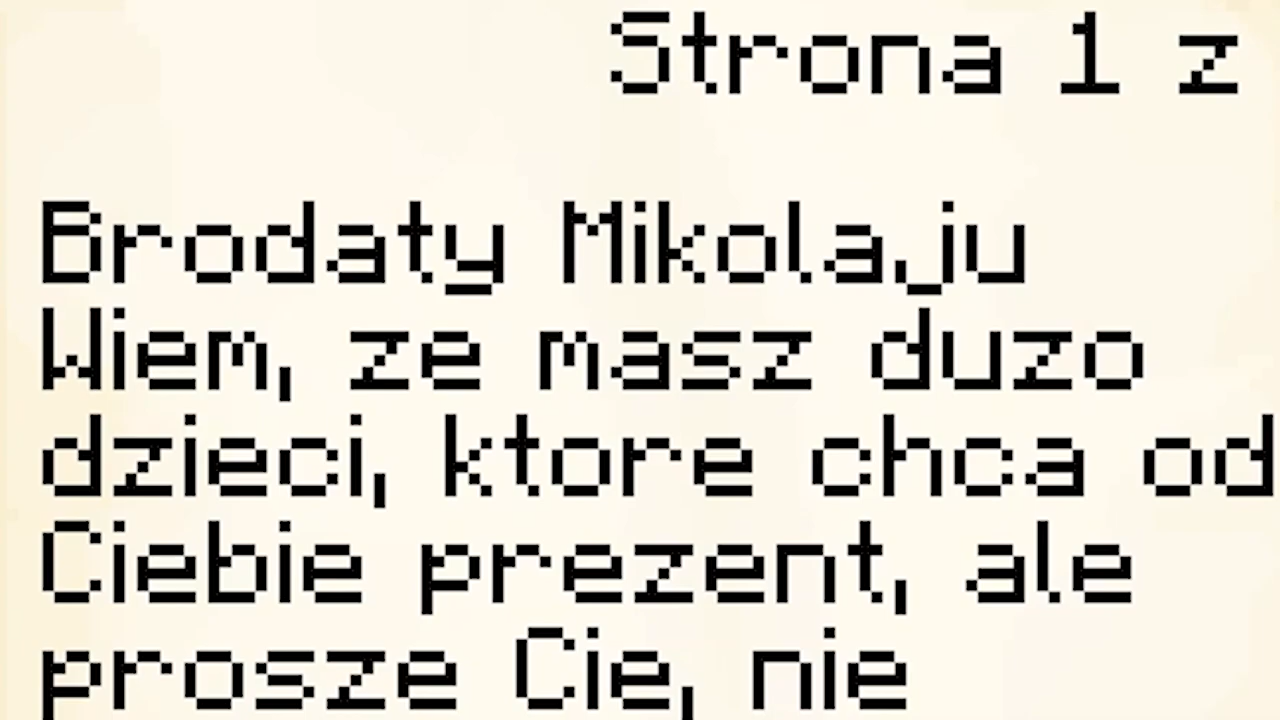 Strona 1 z
Brodaty Mikolaju
Wiem, ze masz duzo
dzieci, ktore chca od
Ciebie prezent, ale
prosze Cie, nie